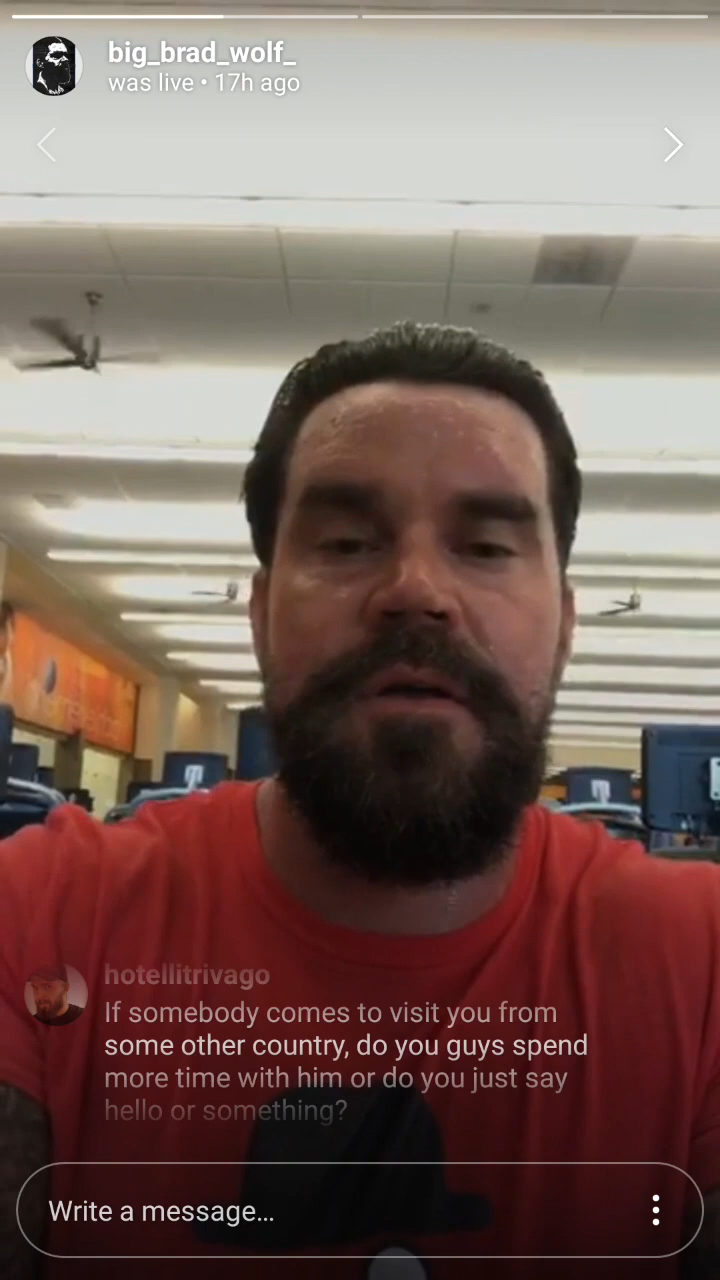 big_brad_wolf_
was live • 17h ago
hotellitrivago
If somebody comes to visit you from
some other country, do you guys spend
more time with him or do you just say
hello or something?
Write a message...